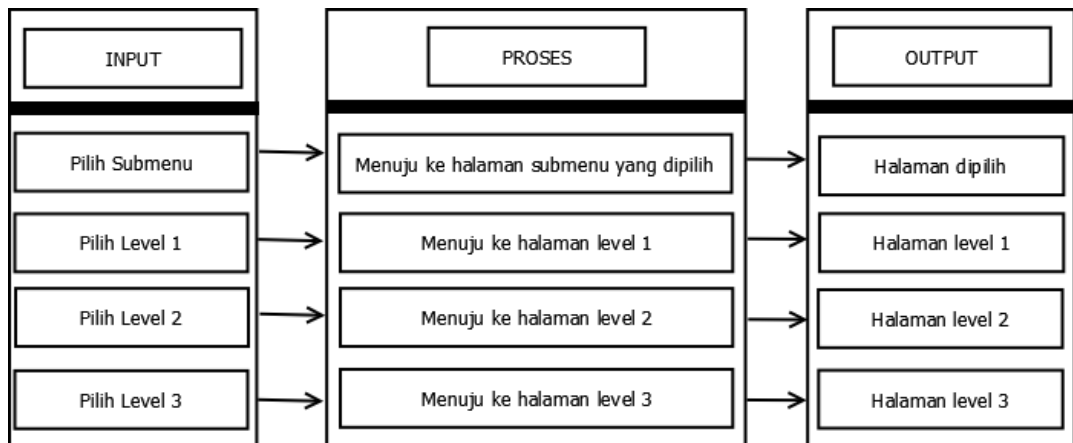 INPUT
PROSES
OUTPUT
Pilih Submenu
Menuju ke halaman submenu yang dipilih
Halaman dipilih
Pilih Level 1
Menuju ke halaman level 1
Halaman level 1
Pilih Level 2
Menuju ke halaman level 2
Halaman level 2
Pilih Level 3
Menuju ke halaman level 3
Halaman level 3